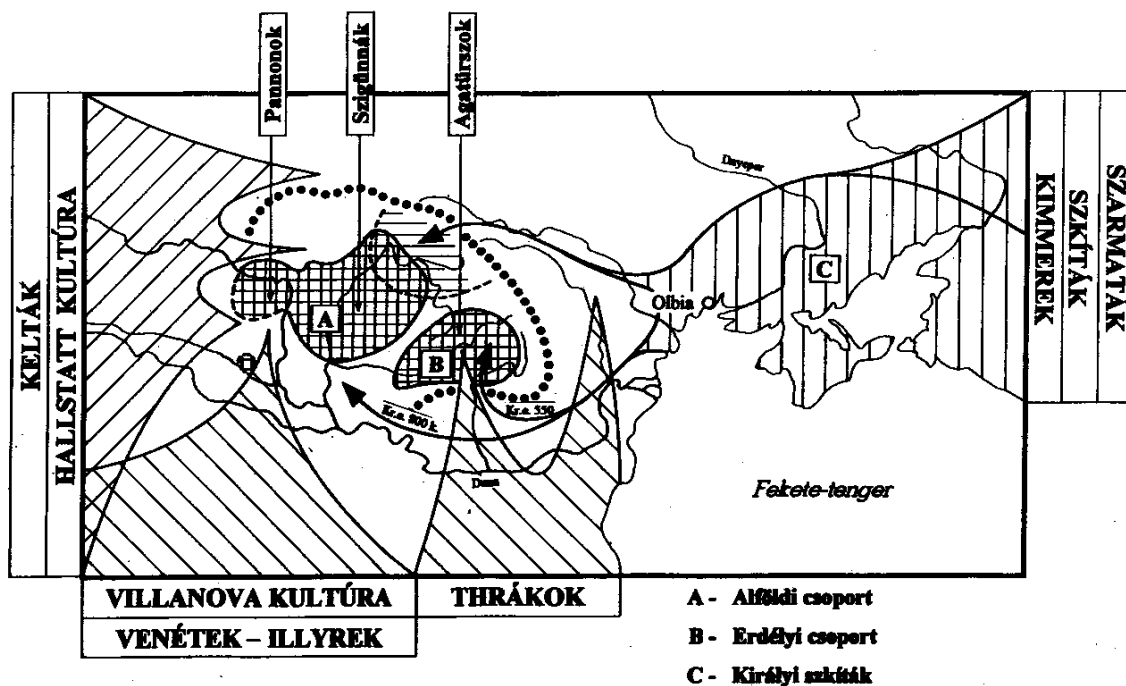 Pannonok
Szigünnák
Agatürszok
KELTÁK
HALLSTATT KULTÚRA
KIMMEREK
SZKÍTÁK
SZARMATÁK
Dnyeper
C
Olbia
A
B
Kr.e. 800 k.
Kr.e. 550
Duna
Fekete-tenger
VILLANOVA KULTÚRA
THRÁKOK
VENÉTEK – ILLYREK
A - Alföldi csoport
B - Erdélyi csoport
C - Királyi szkíták